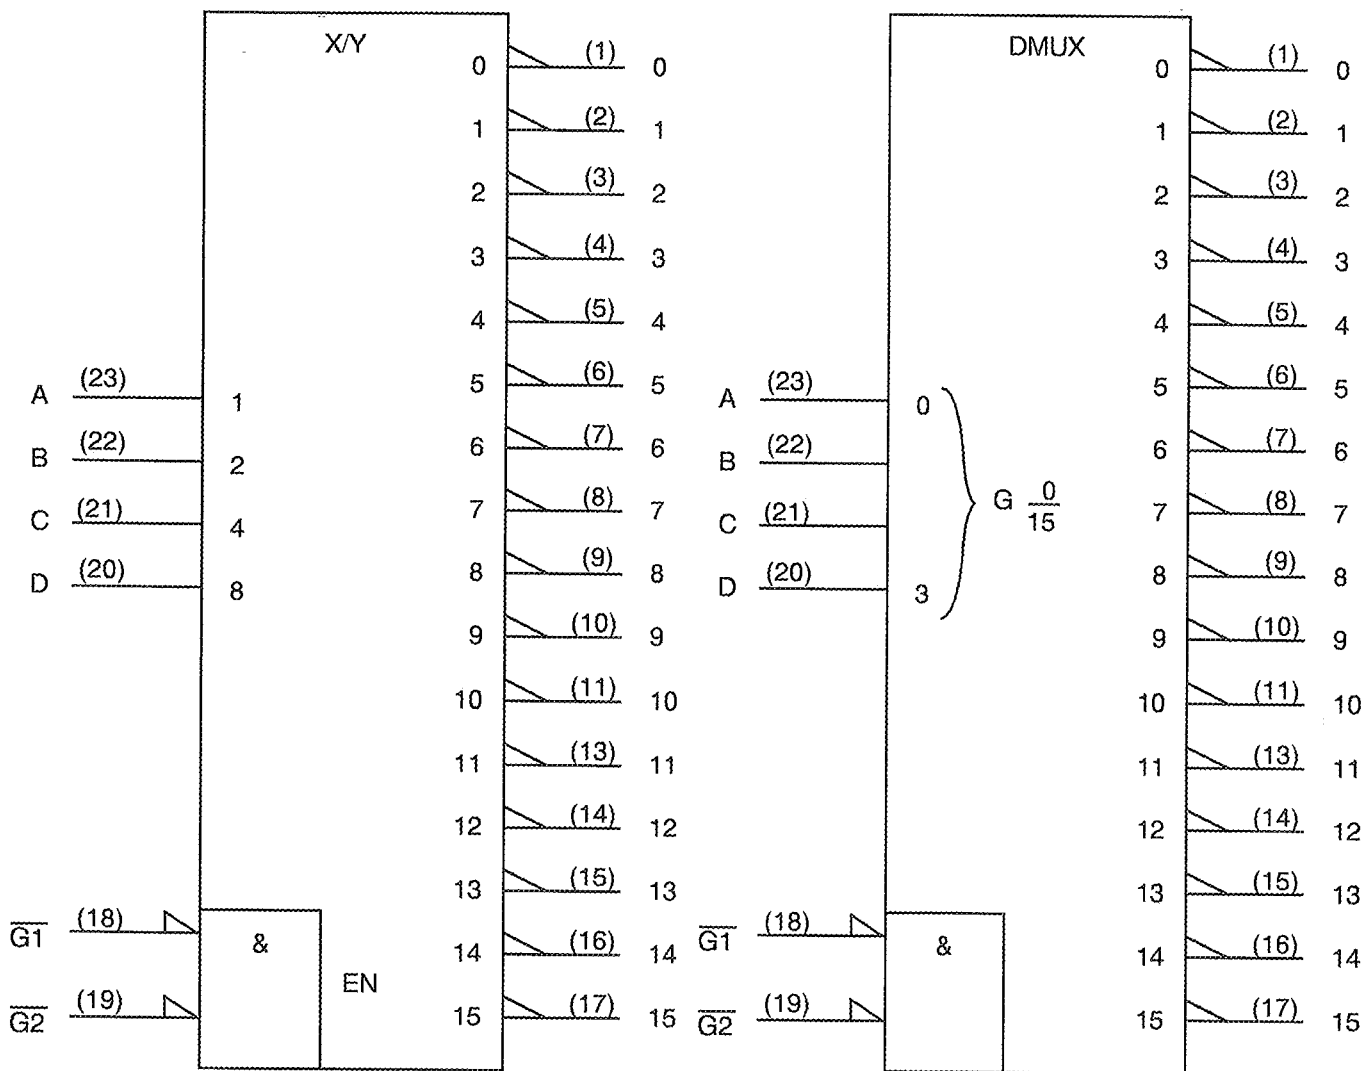 X/Y
0 (1) 0
1 (2) 1
2 (3) 2
3 (4) 3
4 (5) 4
A (23) 1 5 (6) 5
B (22) 2 6 (7) 6
C (21) 4 7 (8) 7
D (20) 8 8 (9) 8
9 (10) 9
10 (11) 10
11 (13) 11
12 (14) 12
13 (15) 13
G̅1̅ (18) & 14 (16) 14
EN
G̅2̅ (19) 15 (17) 15
DMUX
0 (1) 0
1 (2) 1
2 (3) 2
3 (4) 3
4 (5) 4
A (23) 0 5 (6) 5
B (22) 6 (7) 6
C (21) G 0/15 7 (8) 7
D (20) 3 8 (9) 8
9 (10) 9
10 (11) 10
11 (13) 11
12 (14) 12
13 (15) 13
G̅1̅ (18) & 14 (16) 14
G̅2̅ (19) 15 (17) 15